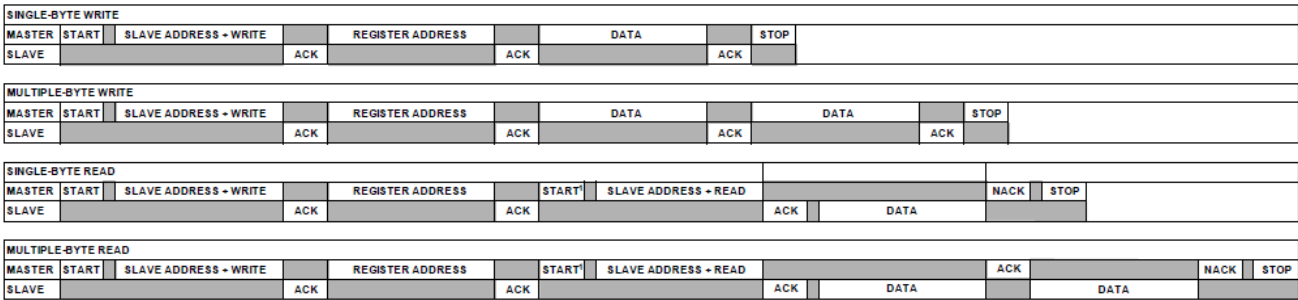 SINGLE-BYTE WRITE
MASTER START SLAVE ADDRESS + WRITE REGISTER ADDRESS DATA STOP
SLAVE ACK ACK ACK
MULTIPLE-BYTE WRITE
MASTER START SLAVE ADDRESS + WRITE REGISTER ADDRESS DATA DATA STOP
SLAVE ACK ACK ACK ACK
SINGLE-BYTE READ
MASTER START SLAVE ADDRESS + WRITE REGISTER ADDRESS START¹ SLAVE ADDRESS + READ NACK STOP
SLAVE ACK ACK ACK DATA
MULTIPLE-BYTE READ
MASTER START SLAVE ADDRESS + WRITE REGISTER ADDRESS START¹ SLAVE ADDRESS + READ ACK NACK STOP
SLAVE ACK ACK ACK DATA DATA